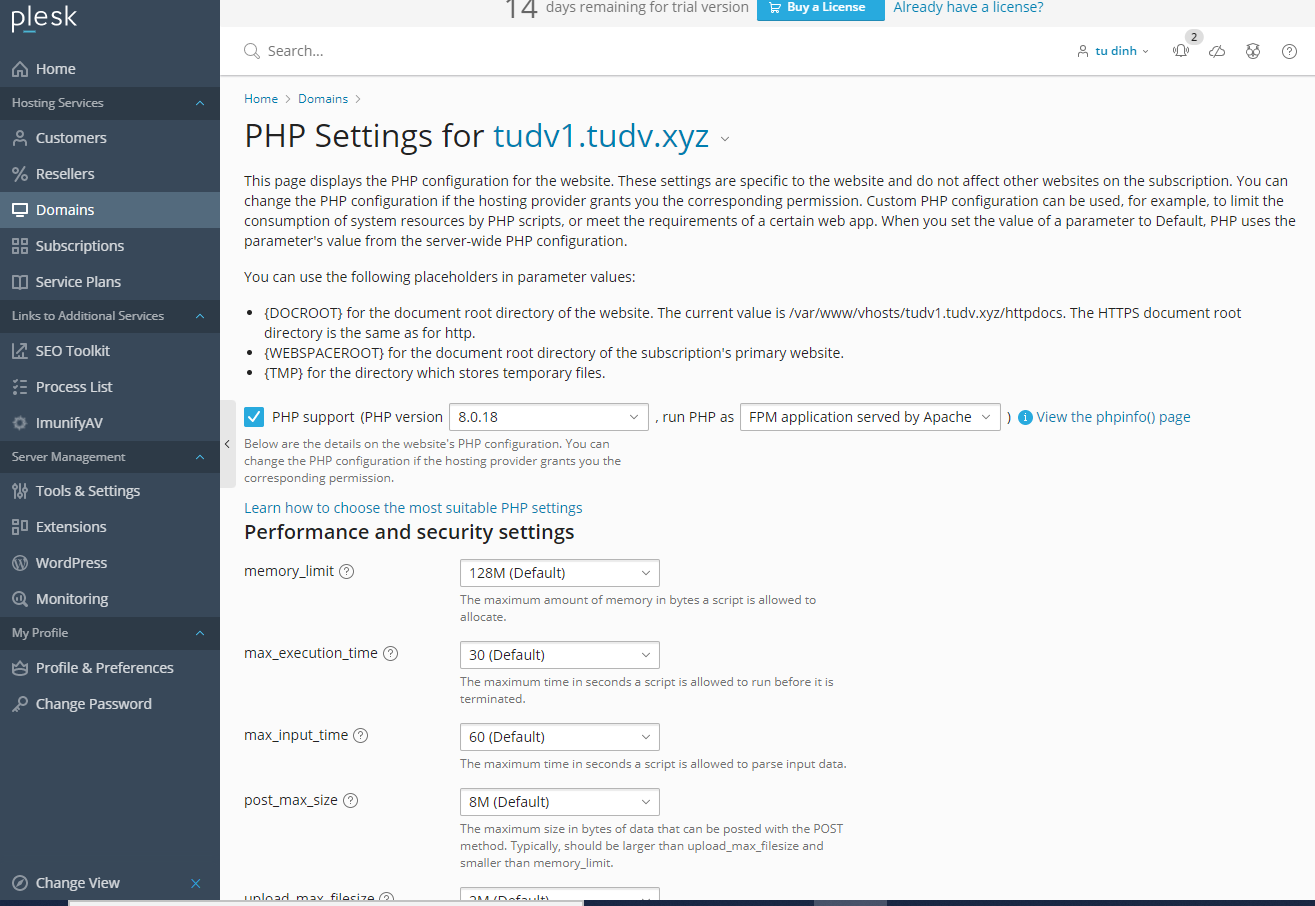 plesk
14 days remaining for trial version Buy a License Already have a license?
Search...
tu dinh
2
Home
Hosting Services
Customers
Resellers
Domains
Subscriptions
Service Plans
Links to Additional Services
SEO Toolkit
Process List
ImunifyAV
Server Management
Tools & Settings
Extensions
WordPress
Monitoring
My Profile
Profile & Preferences
Change Password
Change View
Home > Domains >
PHP Settings for tudv1.tudv.xyz
This page displays the PHP configuration for the website. These settings are specific to the website and do not affect other websites on the subscription. You can
change the PHP configuration if the hosting provider grants you the corresponding permission. Custom PHP configuration can be used, for example, to limit the
consumption of system resources by PHP scripts, or meet the requirements of a certain web app. When you set the value of a parameter to Default, PHP uses the
parameter's value from the server-wide PHP configuration.
You can use the following placeholders in parameter values:
• {DOCROOT} for the document root directory of the website. The current value is /var/www/vhosts/tudv1.tudv.xyz/httpdocs. The HTTPS document root
directory is the same as for http.
• {WEBSPACEROOT} for the document root directory of the subscription's primary website.
• {TMP} for the directory which stores temporary files.
PHP support (PHP version 8.0.18 , run PHP as FPM application served by Apache ) View the phpinfo() page
Below are the details on the website's PHP configuration. You can
change the PHP configuration if the hosting provider grants you the
corresponding permission.
Learn how to choose the most suitable PHP settings
Performance and security settings
memory_limit 128M (Default)
The maximum amount of memory in bytes a script is allowed to
allocate.
max_execution_time 30 (Default)
The maximum time in seconds a script is allowed to run before it is
terminated.
max_input_time 60 (Default)
The maximum time in seconds a script is allowed to parse input data.
post_max_size 8M (Default)
The maximum size in bytes of data that can be posted with the POST
method. Typically, should be larger than upload_max_filesize and
smaller than memory_limit.
upload_max_filesize 2M (Default)